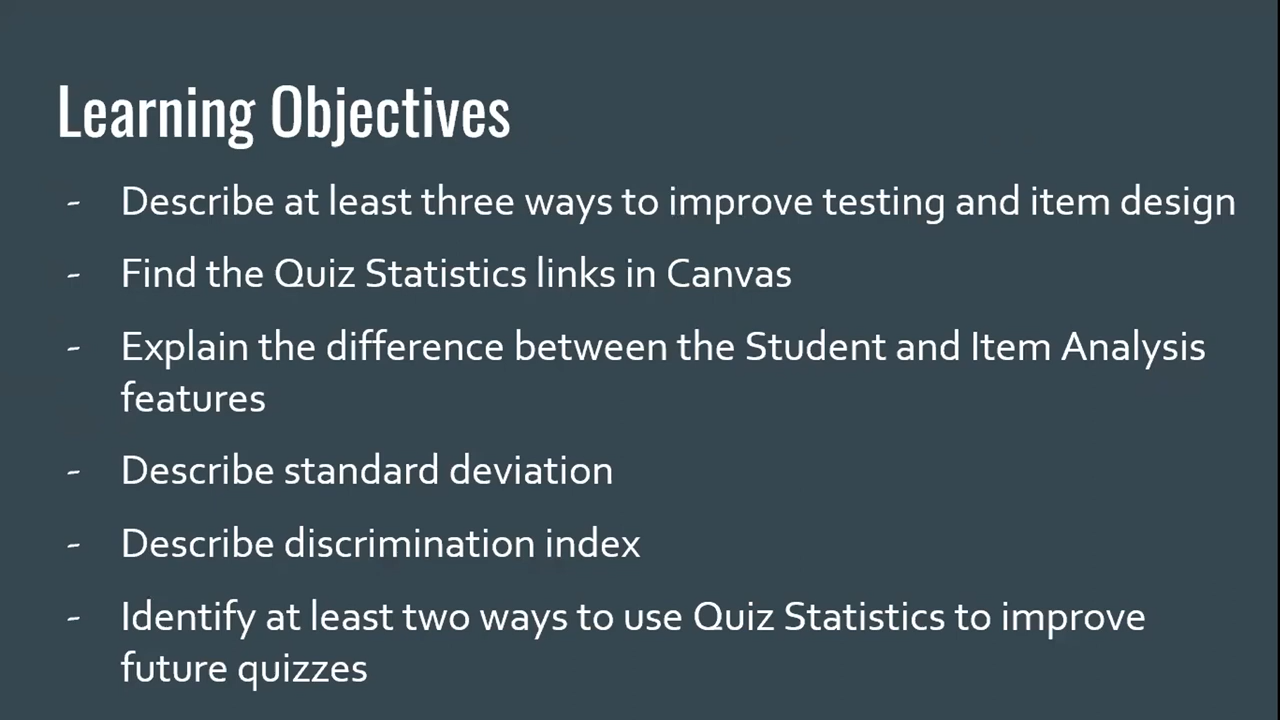 Learning Objectives
- Describe at least three ways to improve testing and item design
- Find the Quiz Statistics links in Canvas
- Explain the difference between the Student and Item Analysis
features
- Describe standard deviation
- Describe discrimination index
- Identify at least two ways to use Quiz Statistics to improve
future quizzes